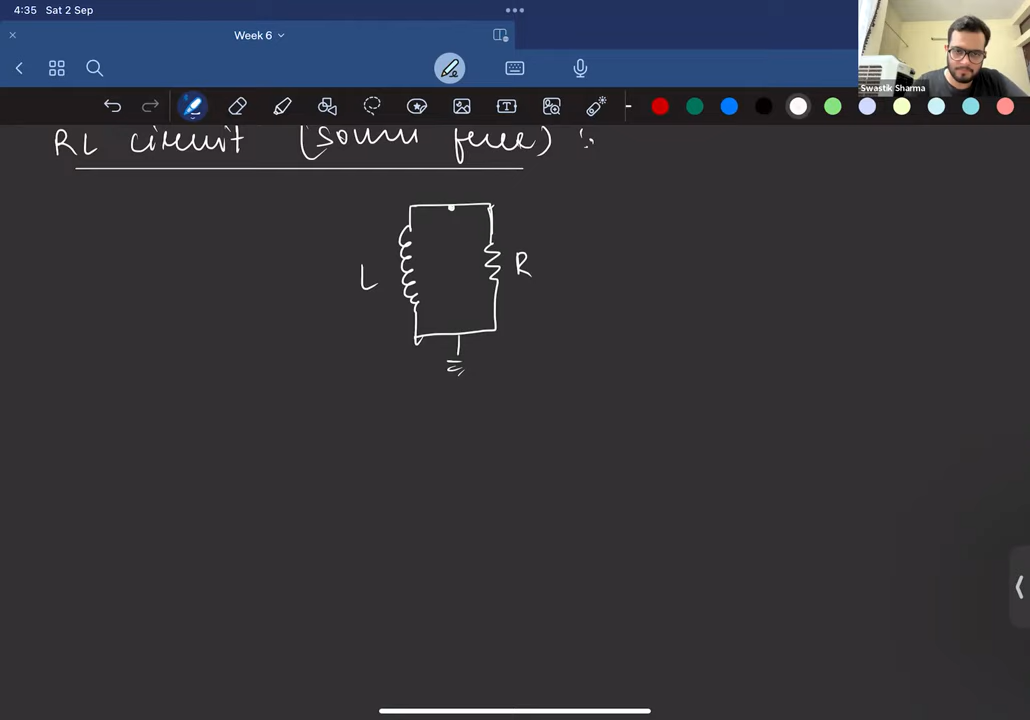 4:35 Sat 2 Sep
Week 6
T
Swastik Sharma
RL circuit (source free) :
L
R